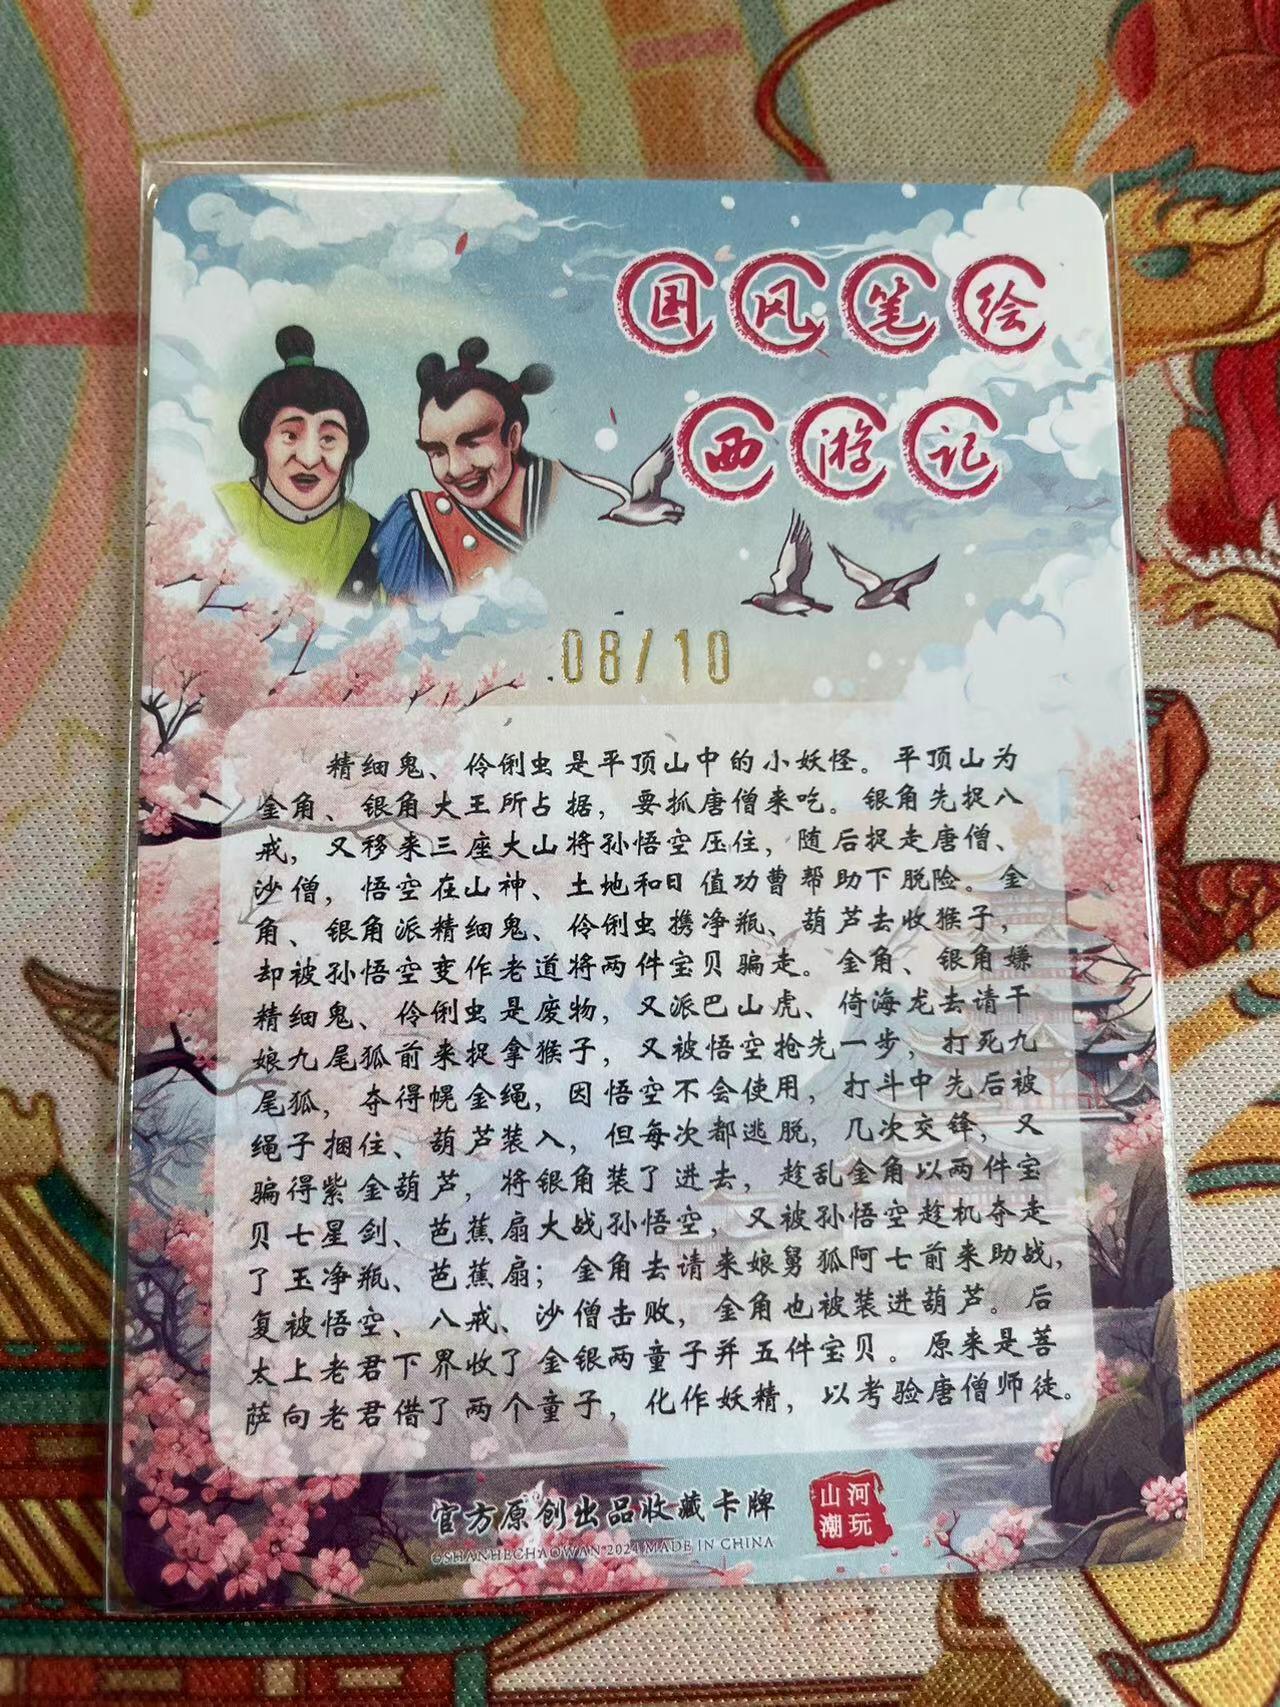 国风笔绘
西游记
08/10
精细鬼、伶俐虫是平顶山中的小妖怪。平顶山为
金角、银角大王所占据，要抓唐僧来吃。银角先捉八
戒，又移来三座大山将孙悟空压住，随后捉走唐僧、
沙僧，悟空在山神、土地和日值功曹帮助下脱险。金
角、银角派精细鬼、伶俐虫携净瓶、葫芦去收猴子，
却被孙悟空变作老道将两件宝贝骗走。金角、银角嫌
精细鬼、伶俐虫是废物，又派巴山虎、倚海龙去请干
娘九尾狐前来捉拿猴子，又被悟空抢先一步，打死九
尾狐，夺得幌金绳，因悟空不会使用，打斗中先后被
绳子捆住、葫芦装入，但每次都逃脱，几次交锋，又
骗得紫金葫芦，将银角装了进去，趁乱金角以两件宝
贝七星剑、芭蕉扇大战孙悟空，又被孙悟空趁机夺走
了玉净瓶、芭蕉扇；金角去请来娘舅狐阿七前来助战，
复被悟空、八戒、沙僧击败，金角也被装进葫芦。后
太上老君下界收了金银两童子并五件宝贝。原来是菩
萨向老君借了两个童子，化作妖精，以考验唐僧师徒。
官方原创出品收藏卡牌
©SHANHECHAOWAN 2024 MADE IN CHINA
山河
潮玩